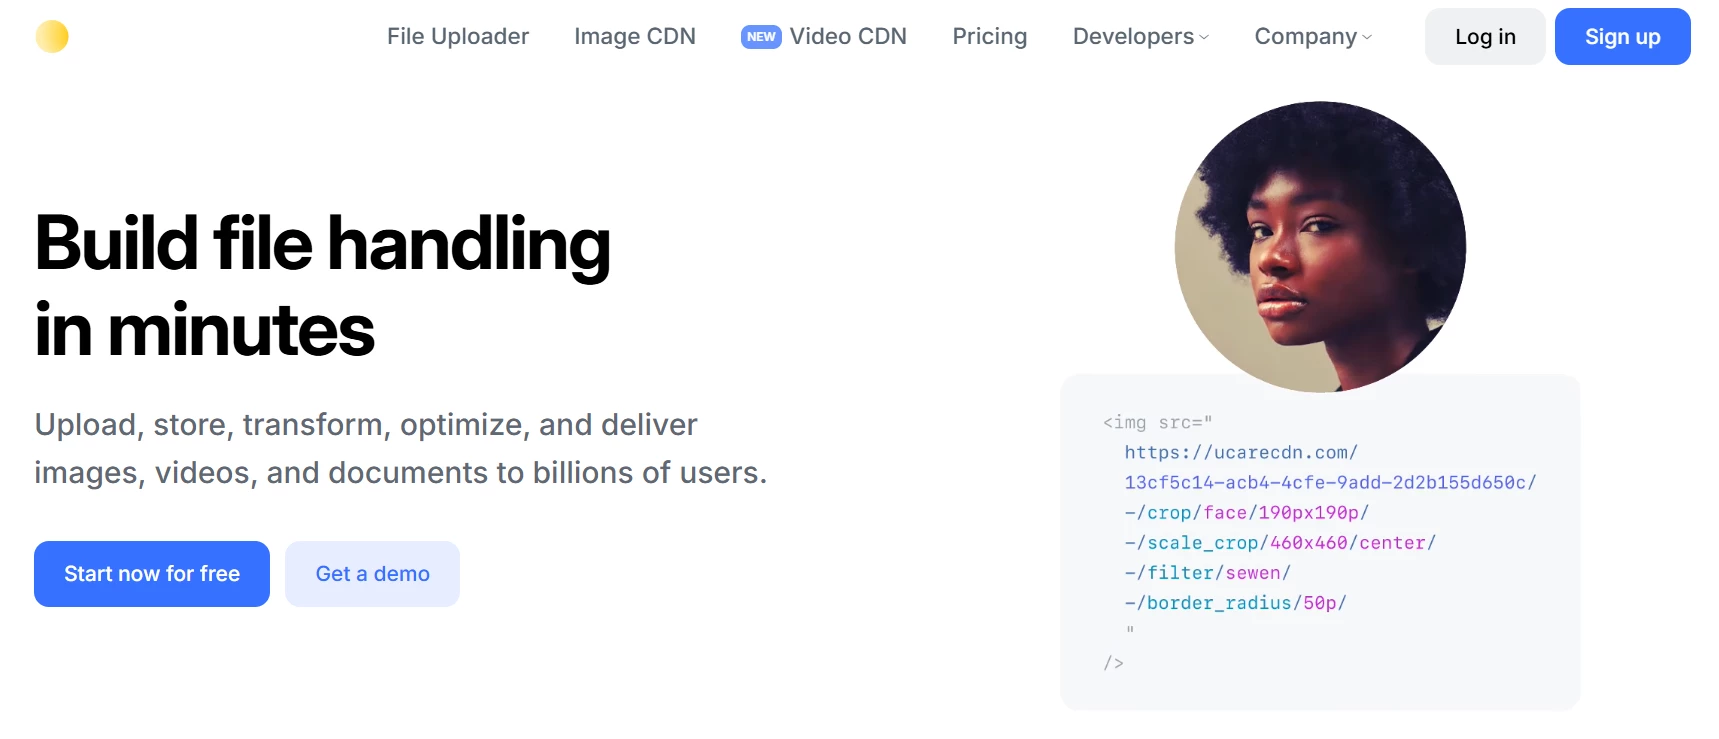 File Uploader
Image CDN
NEW Video CDN
Pricing
Developers
Company
Log in
Sign up
Build file handling
in minutes
Upload, store, transform, optimize, and deliver
images, videos, and documents to billions of users.
Start now for free
Get a demo
<img src="
https://ucarecdn.com/
13cf5c14-acb4-4cfe-9add-2d2b155d650c/
-/crop/face/190px190p/
-/scale_crop/460x460/center/
-/filter/sewen/
-/border_radius/50p/
"
/>